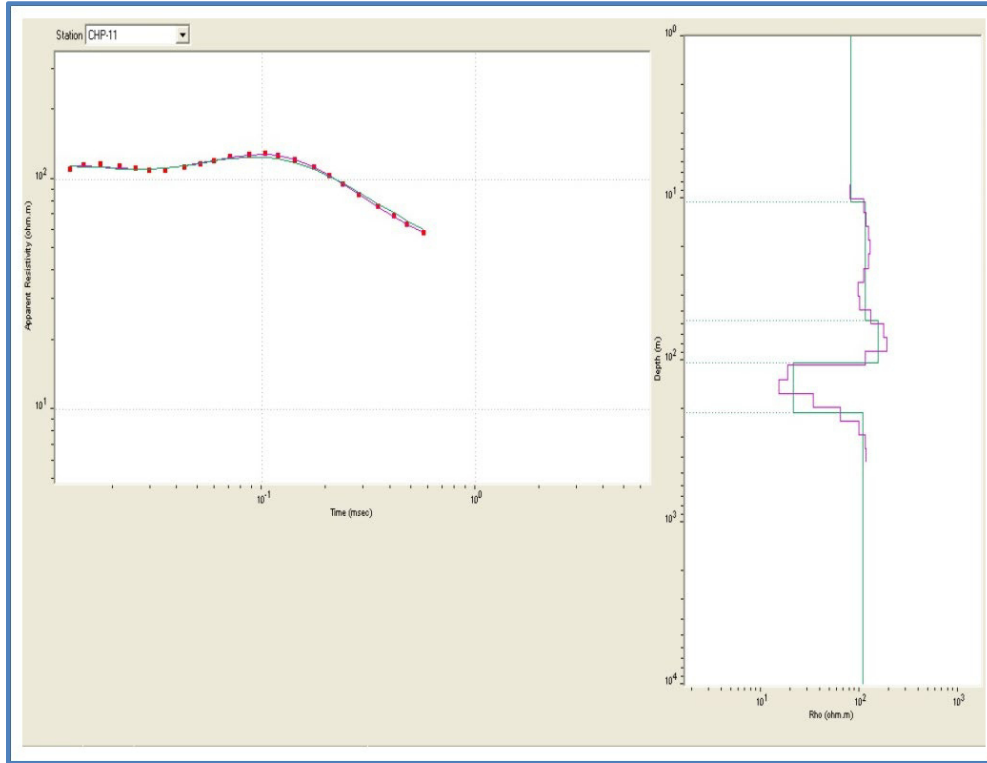 Station CHP-11
Apparent Resistivity (ohm.m)
10²
10¹
10⁻¹
10⁰
Time (msec)
Depth (m)
10⁰
10¹
10²
10³
10⁴
10¹
10²
10³
Rho (ohm.m)